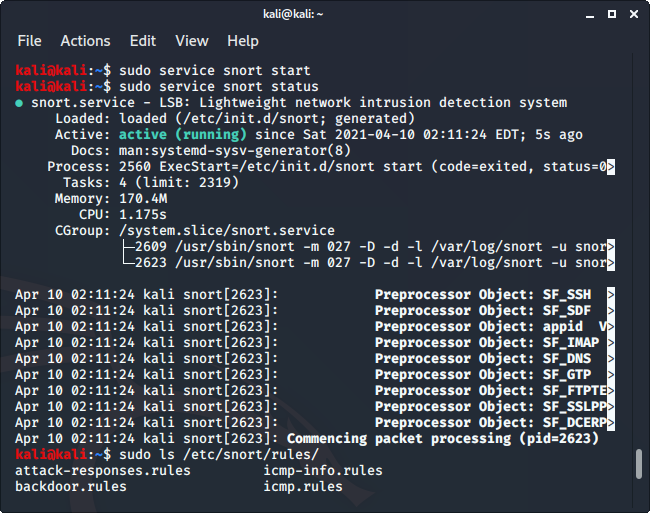 kali@kali: ~
File Actions Edit View Help
kali@kali:~$ sudo service snort start
kali@kali:~$ sudo service snort status
● snort.service - LSB: Lightweight network intrusion detection system
Loaded: loaded (/etc/init.d/snort; generated)
Active: active (running) since Sat 2021-04-10 02:11:24 EDT; 5s ago
Docs: man:systemd-sysv-generator(8)
Process: 2560 ExecStart=/etc/init.d/snort start (code=exited, status=0>
Tasks: 4 (limit: 2319)
Memory: 170.4M
CPU: 1.175s
CGroup: /system.slice/snort.service
├─2609 /usr/sbin/snort -m 027 -D -d -l /var/log/snort -u snor>
└─2623 /usr/sbin/snort -m 027 -D -d -l /var/log/snort -u snor>
Apr 10 02:11:24 kali snort[2623]: Preprocessor Object: SF_SSH >
Apr 10 02:11:24 kali snort[2623]: Preprocessor Object: SF_SDF >
Apr 10 02:11:24 kali snort[2623]: Preprocessor Object: appid V>
Apr 10 02:11:24 kali snort[2623]: Preprocessor Object: SF_IMAP >
Apr 10 02:11:24 kali snort[2623]: Preprocessor Object: SF_DNS >
Apr 10 02:11:24 kali snort[2623]: Preprocessor Object: SF_GTP >
Apr 10 02:11:24 kali snort[2623]: Preprocessor Object: SF_FTPTE>
Apr 10 02:11:24 kali snort[2623]: Preprocessor Object: SF_SSLPP>
Apr 10 02:11:24 kali snort[2623]: Preprocessor Object: SF_DCERP>
Apr 10 02:11:24 kali snort[2623]: Commencing packet processing (pid=2623)
kali@kali:~$ sudo ls /etc/snort/rules/
attack-responses.rules icmp-info.rules
backdoor.rules icmp.rules